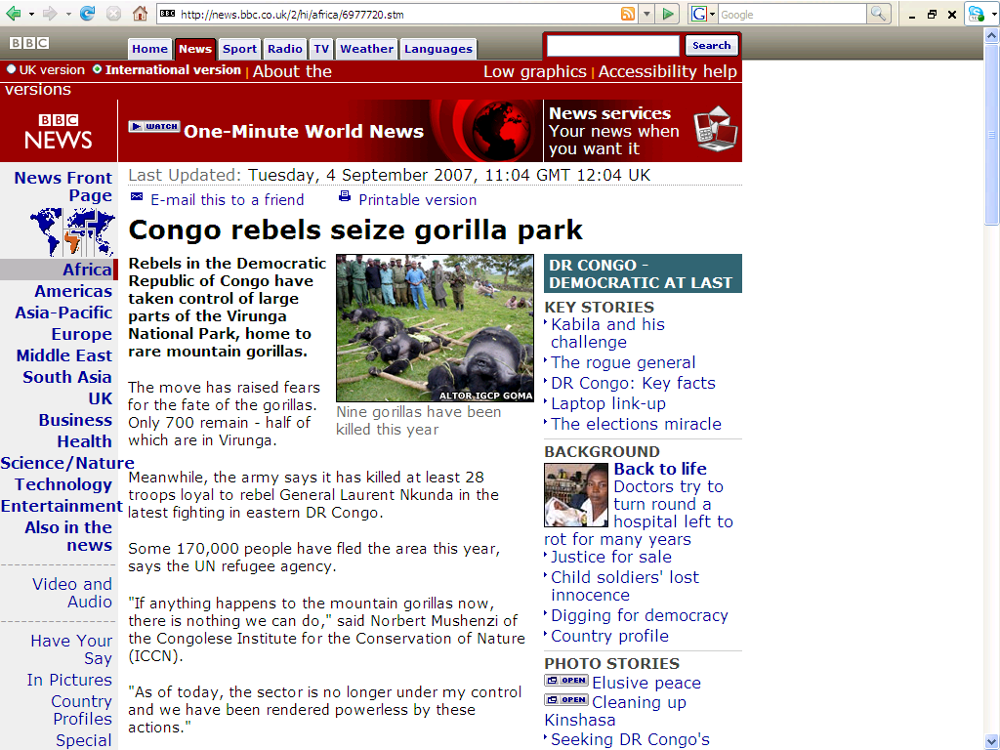 BBC http://news.bbc.co.uk/2/hi/africa/6977720.stm
G Google
BBC
Home News Sport Radio TV Weather Languages Search
UK version International version | About the versions
Low graphics | Accessibility help
BBC
NEWS
WATCH One-Minute World News
News services
Your news when
you want it
News Front
Page
Africa
Americas
Asia-Pacific
Europe
Middle East
South Asia
UK
Business
Health
Science/Nature
Technology
Entertainment
Also in the
news
Video and
Audio
Have Your
Say
In Pictures
Country
Profiles
Special
Last Updated: Tuesday, 4 September 2007, 11:04 GMT 12:04 UK
E-mail this to a friend Printable version
Congo rebels seize gorilla park
Rebels in the Democratic
Republic of Congo have
taken control of large
parts of the Virunga
National Park, home to
rare mountain gorillas.
ALTOR IGCP GOMA
Nine gorillas have been
killed this year
The move has raised fears
for the fate of the gorillas.
Only 700 remain - half of
which are in Virunga.
Meanwhile, the army says it has killed at least 28
troops loyal to rebel General Laurent Nkunda in the
latest fighting in eastern DR Congo.
Some 170,000 people have fled the area this year,
says the UN refugee agency.
"If anything happens to the mountain gorillas now,
there is nothing we can do," said Norbert Mushenzi of
the Congolese Institute for the Conservation of Nature
(ICCN).
"As of today, the sector is no longer under my control
and we have been rendered powerless by these
actions."
DR CONGO -
DEMOCRATIC AT LAST
KEY STORIES
Kabila and his
challenge
The rogue general
DR Congo: Key facts
Laptop link-up
The elections miracle
BACKGROUND
Back to life
Doctors try to
turn round a
hospital left to
rot for many years
Justice for sale
Child soldiers' lost
innocence
Digging for democracy
Country profile
PHOTO STORIES
OPEN Elusive peace
OPEN Cleaning up
Kinshasa
Seeking DR Congo's